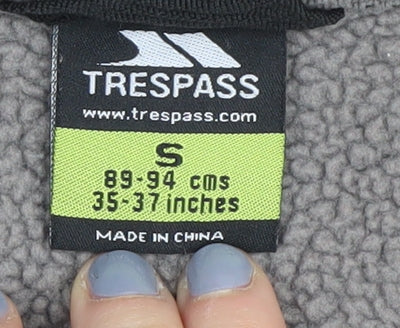 TRESPASS
www.trespass.com
S
89-94 cms
35-37 inches
MADE IN CHINA